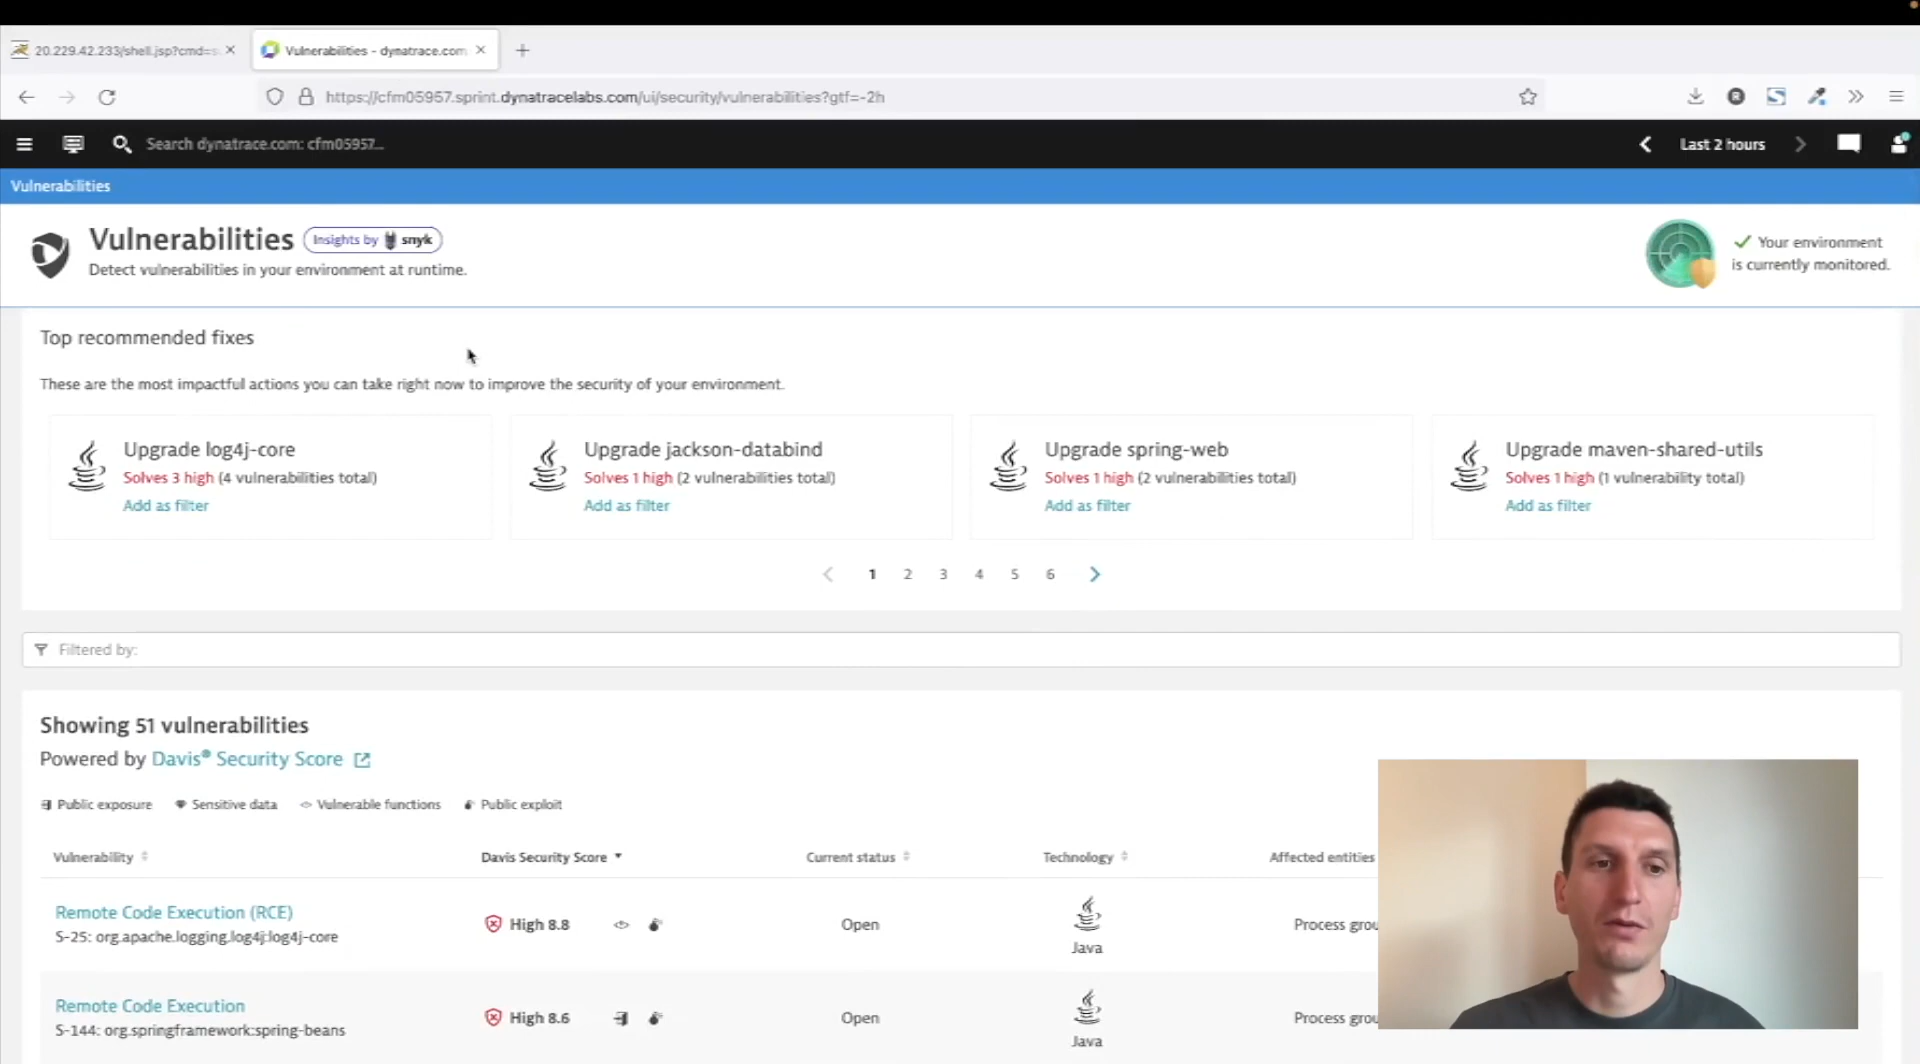 20.229.42.233/shell.jsp?cmd=
Vulnerabilities - dynatrace.com
https://cfm05957.sprint.dynatracelabs.com/ui/security/vulnerabilities?gtf=-2h
Search dynatrace.com: cfm05957...
Last 2 hours
Vulnerabilities
Vulnerabilities
Insights by snyk
Detect vulnerabilities in your environment at runtime.
Your environment
is currently monitored.
Top recommended fixes
These are the most impactful actions you can take right now to improve the security of your environment.
Upgrade log4j-core
Solves 3 high (4 vulnerabilities total)
Add as filter
Upgrade jackson-databind
Solves 1 high (2 vulnerabilities total)
Add as filter
Upgrade spring-web
Solves 1 high (2 vulnerabilities total)
Add as filter
Upgrade maven-shared-utils
Solves 1 high (1 vulnerability total)
Add as filter
1 2 3 4 5 6
Filtered by:
Showing 51 vulnerabilities
Powered by Davis® Security Score
Public exposure Sensitive data Vulnerable functions Public exploit
Vulnerability Davis Security Score Current status Technology Affected entities
Remote Code Execution (RCE)
S-25: org.apache.logging.log4j:log4j-core
High 8.8
Open
Java
Process grou
Remote Code Execution
S-144: org.springframework:spring-beans
High 8.6
Open
Java
Process grou